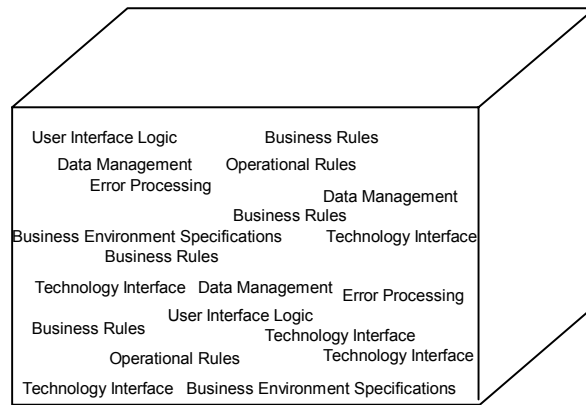 User Interface Logic Business Rules
Data Management Operational Rules
Error Processing
Data Management
Business Rules
Business Environment Specifications Technology Interface
Business Rules
Technology Interface Data Management
Error Processing
User Interface Logic
Business Rules
Technology Interface
Operational Rules Technology Interface
Technology Interface Business Environment Specifications